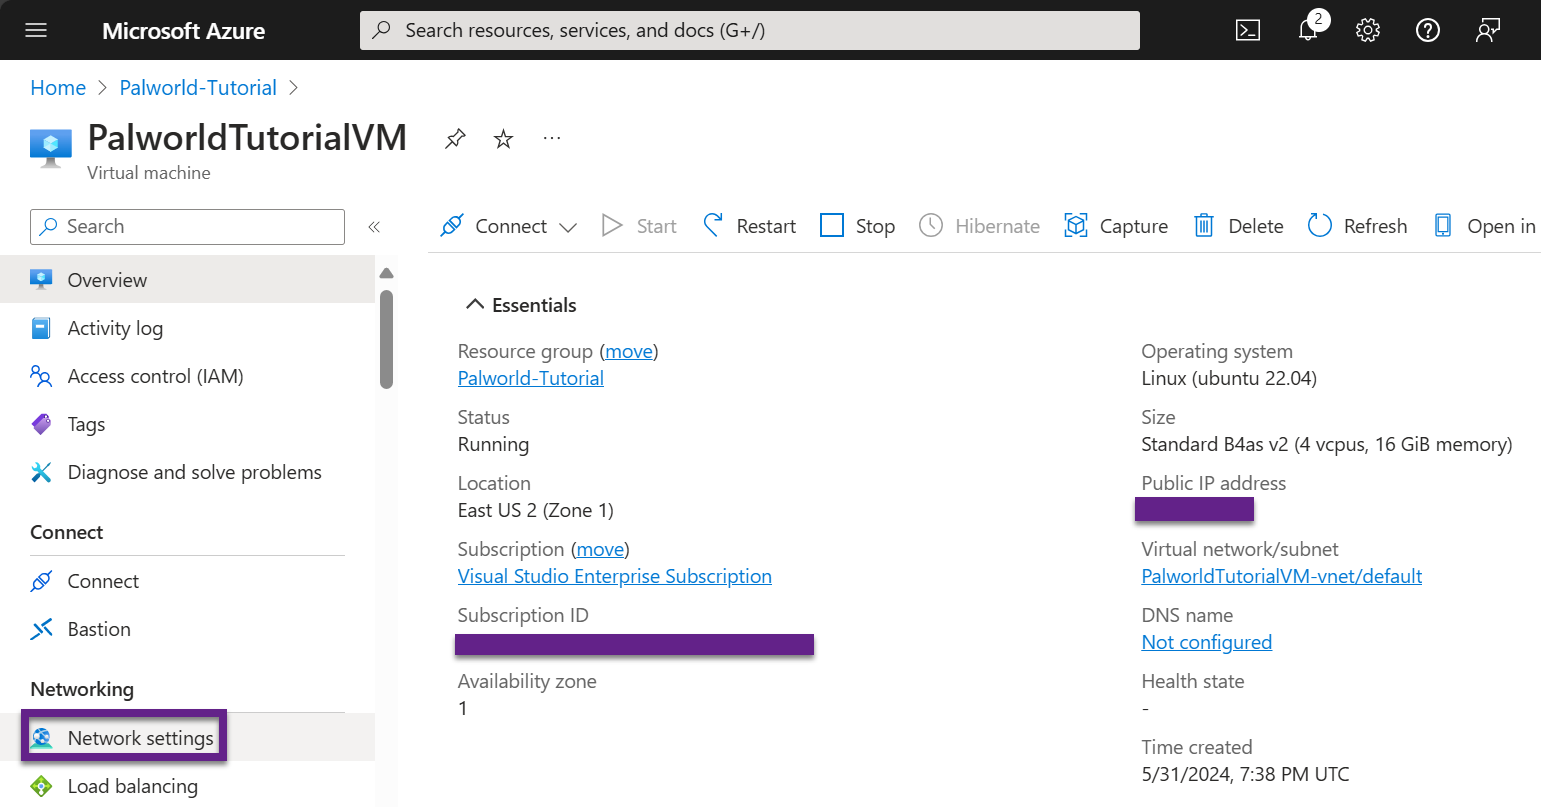 Microsoft Azure
Search resources, services, and docs (G+/)
2
Home > Palworld-Tutorial >
PalworldTutorialVM
Virtual machine
Search
Connect
Start
Restart
Stop
Hibernate
Capture
Delete
Refresh
Open in
Overview
Activity log
Access control (IAM)
Tags
Diagnose and solve problems
Connect
Connect
Bastion
Networking
Network settings
Load balancing
Essentials
Resource group (move)
Palworld-Tutorial
Status
Running
Location
East US 2 (Zone 1)
Subscription (move)
Visual Studio Enterprise Subscription
Subscription ID
Availability zone
1
Operating system
Linux (ubuntu 22.04)
Size
Standard B4as v2 (4 vcpus, 16 GiB memory)
Public IP address
Virtual network/subnet
PalworldTutorialVM-vnet/default
DNS name
Not configured
Health state
-
Time created
5/31/2024, 7:38 PM UTC